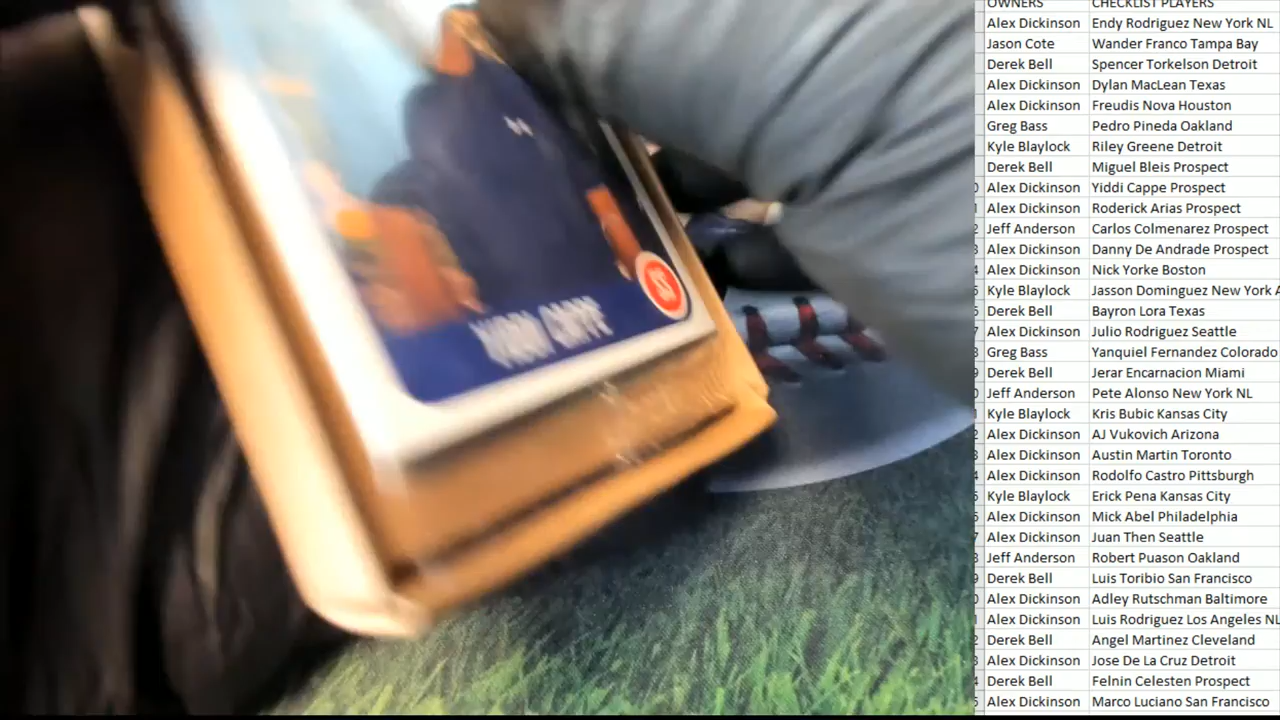 OWNERS CHECKLIST PLAYERS
Alex Dickinson Endy Rodriguez New York NL
Jason Cote Wander Franco Tampa Bay
Derek Bell Spencer Torkelson Detroit
Alex Dickinson Dylan MacLean Texas
Alex Dickinson Freudis Nova Houston
Greg Bass Pedro Pineda Oakland
Kyle Blaylock Riley Greene Detroit
Derek Bell Miguel Bleis Prospect
Alex Dickinson Yiddi Cappe Prospect
Alex Dickinson Roderick Arias Prospect
Jeff Anderson Carlos Colmenarez Prospect
Alex Dickinson Danny De Andrade Prospect
Alex Dickinson Nick Yorke Boston
Kyle Blaylock Jasson Dominguez New York A
Derek Bell Bayron Lora Texas
Alex Dickinson Julio Rodriguez Seattle
Greg Bass Yanquiel Fernandez Colorado
Derek Bell Jerar Encarnacion Miami
Jeff Anderson Pete Alonso New York NL
Kyle Blaylock Kris Bubic Kansas City
Alex Dickinson AJ Vukovich Arizona
Alex Dickinson Austin Martin Toronto
Alex Dickinson Rodolfo Castro Pittsburgh
Kyle Blaylock Erick Pena Kansas City
Alex Dickinson Mick Abel Philadelphia
Alex Dickinson Juan Then Seattle
Jeff Anderson Robert Puason Oakland
Derek Bell Luis Toribio San Francisco
Alex Dickinson Adley Rutschman Baltimore
Alex Dickinson Luis Rodriguez Los Angeles NL
Derek Bell Angel Martinez Cleveland
Alex Dickinson Jose De La Cruz Detroit
Derek Bell Felnin Celesten Prospect
Alex Dickinson Marco Luciano San Francisco